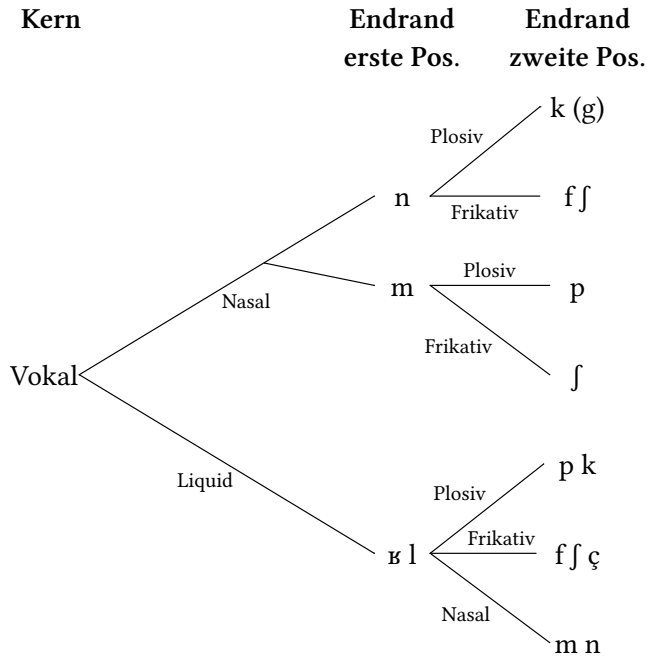 Kern
Endrand
erste Pos.
Endrand
zweite Pos.
k (g)
Plosiv
n
Frikativ
f ʃ
Nasal
m
Plosiv
p
Frikativ
ʃ
Vokal
Liquid
p k
Plosiv
ʁ l
Frikativ
f ʃ ç
Nasal
m n